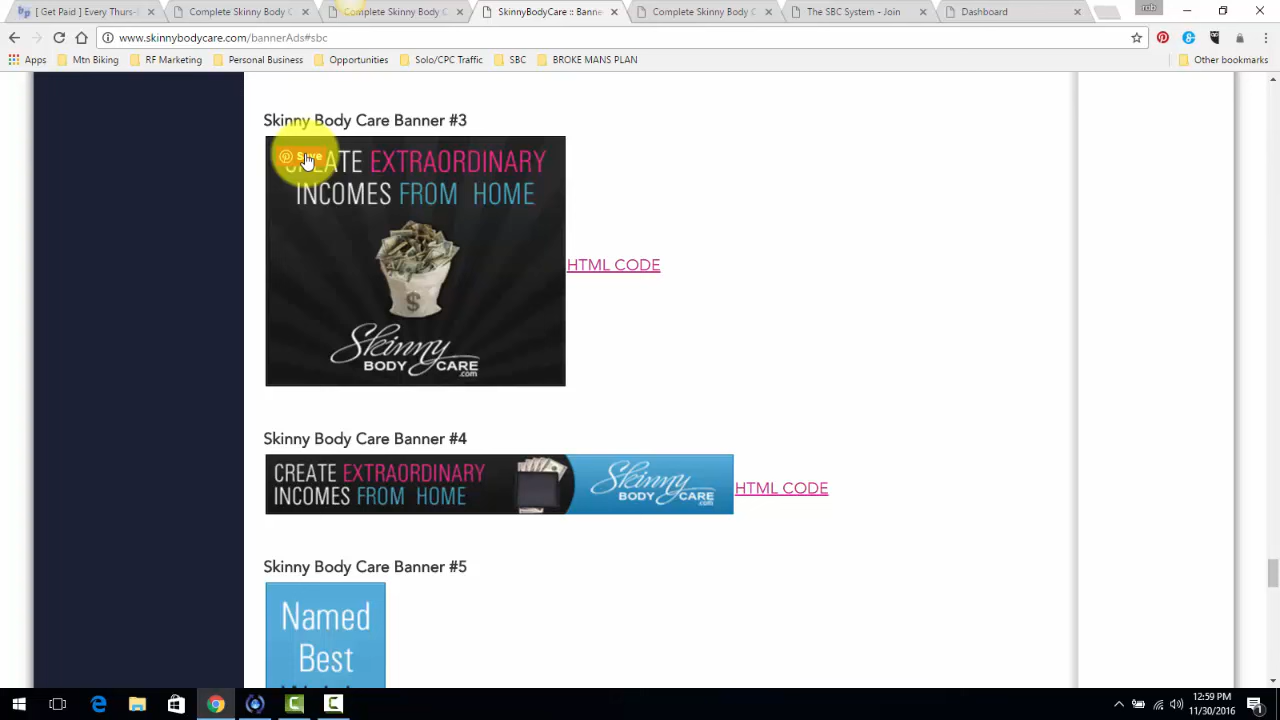 [ Get Paid ] Every Thurs-
Complete Skinny Body C
Complete Skinny Body C
SkinnyBodyCare :: Banne
Complete Skinny Body C
The SBC System - Join
Dashboard
rob
www.skinnybodycare.com/bannerAds#sbc
Apps
Mtn Biking
RF Marketing
Personal Business
Opportunities
Solo/CPC Traffic
SBC
BROKE MANS PLAN
Other bookmarks
Skinny Body Care Banner #3
Save
CREATE EXTRAORDINARY
INCOMES FROM HOME
$
Skinny
BODY CARE
.com
HTML CODE
Skinny Body Care Banner #4
CREATE EXTRAORDINARY
INCOMES FROM HOME
Skinny
BODY CARE
.com
HTML CODE
Skinny Body Care Banner #5
Named
Best
12:59 PM
11/30/2016
1